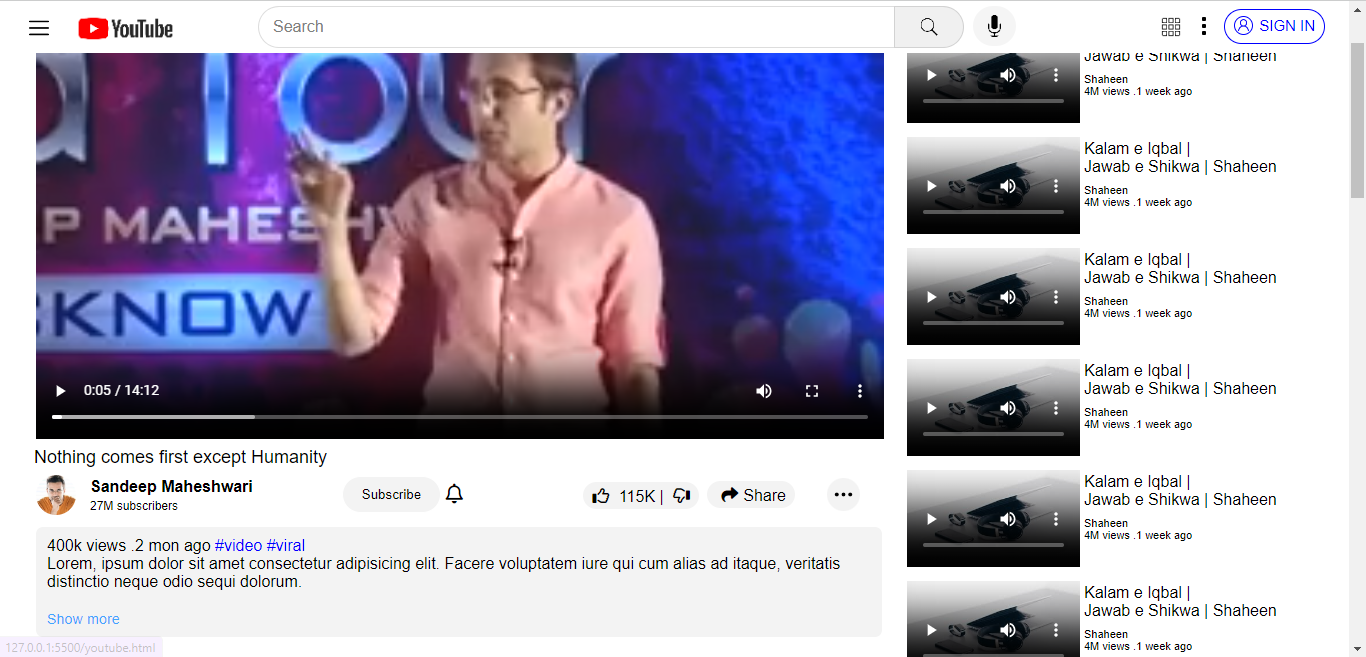 YouTube
Search
SIGN IN
a Tour
P MAHESHW
CKNOW
0:05 / 14:12
Nothing comes first except Humanity
Sandeep Maheshwari
27M subscribers
Subscribe
115K |
Share
400k views .2 mon ago #video #viral
Lorem, ipsum dolor sit amet consectetur adipisicing elit. Facere voluptatem iure qui cum alias ad itaque, veritatis
distinctio neque odio sequi dolorum.
Show more
Jawab e Shikwa | Shaheen
Shaheen
4M views .1 week ago
Kalam e Iqbal |
Jawab e Shikwa | Shaheen
Shaheen
4M views .1 week ago
Kalam e Iqbal |
Jawab e Shikwa | Shaheen
Shaheen
4M views .1 week ago
Kalam e Iqbal |
Jawab e Shikwa | Shaheen
Shaheen
4M views .1 week ago
Kalam e Iqbal |
Jawab e Shikwa | Shaheen
Shaheen
4M views .1 week ago
Kalam e Iqbal |
Jawab e Shikwa | Shaheen
Shaheen
4M views .1 week ago
127.0.0.1:5500/youtube.html